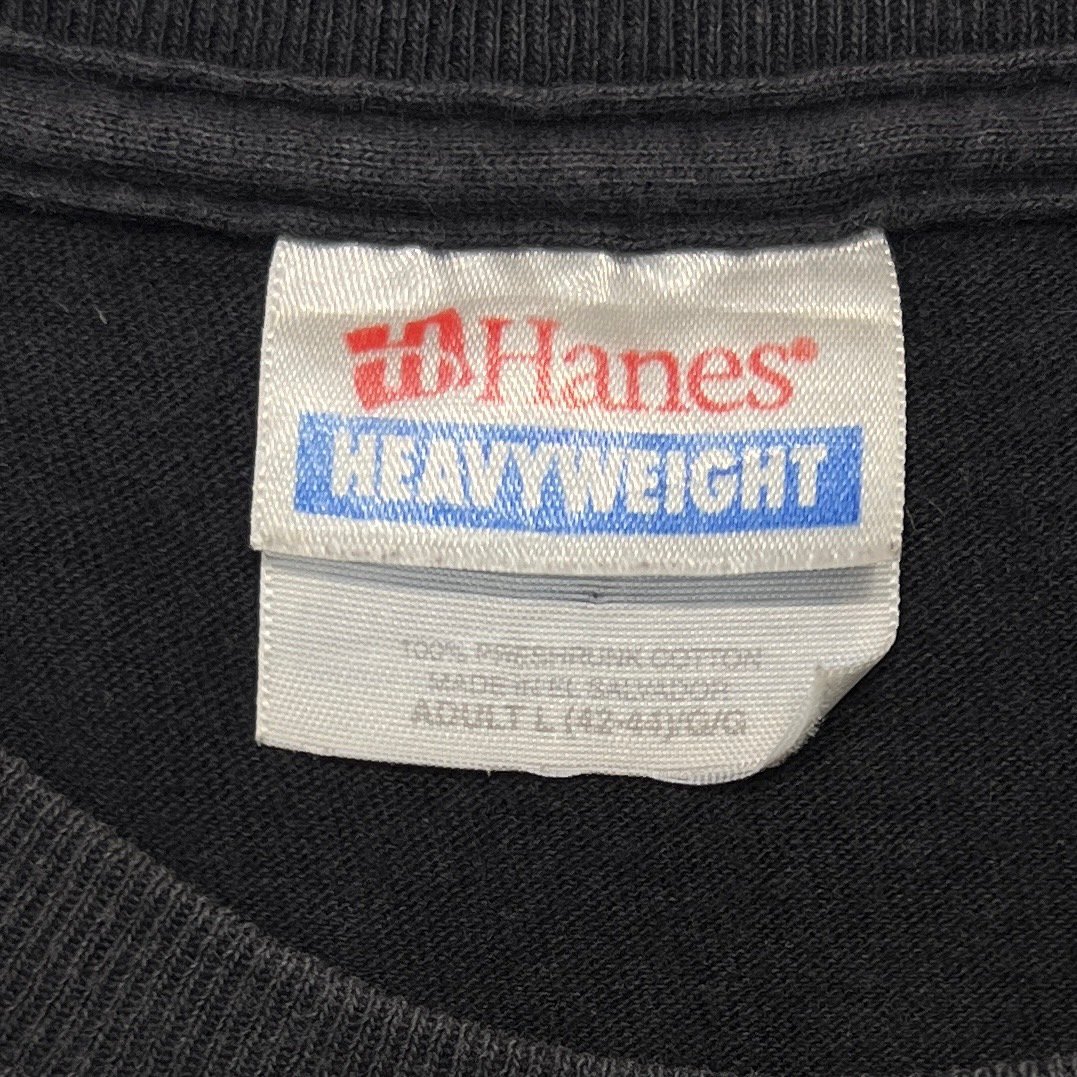 Hanes®
HEAVYWEIGHT
100% PRESHRUNK COTTON
MADE IN EL SALVADOR
ADULT L (42-44)/G/G